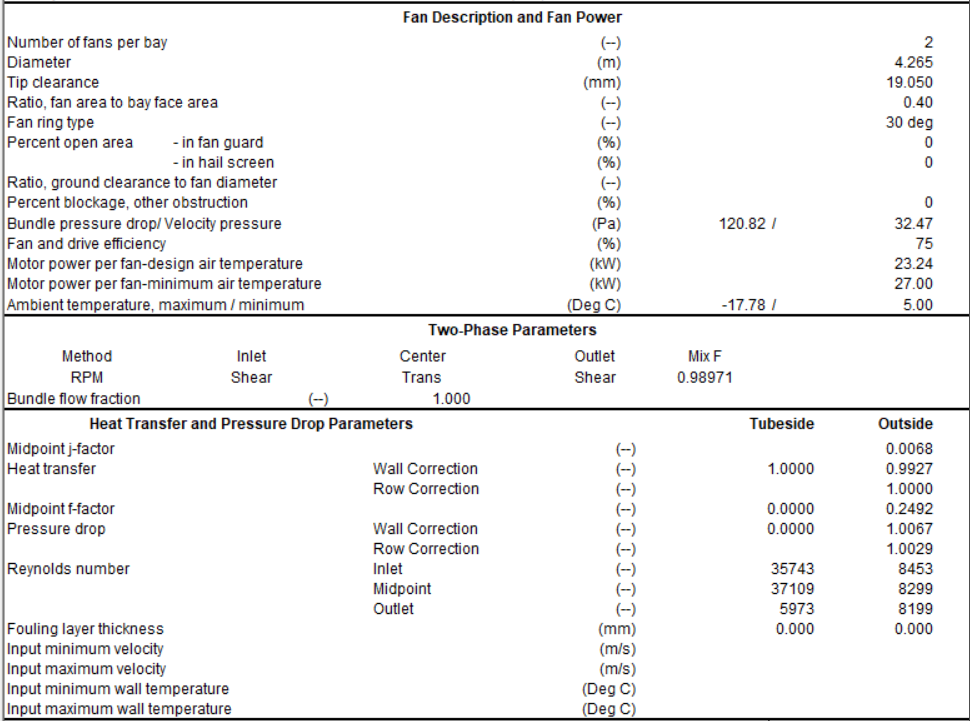 Fan Description and Fan Power
Number of fans per bay (--) 2
Diameter (m) 4.265
Tip clearance (mm) 19.050
Ratio, fan area to bay face area (--) 0.40
Fan ring type (--) 30 deg
Percent open area - in fan guard (%) 0
- in hail screen (%) 0
Ratio, ground clearance to fan diameter (--)
Percent blockage, other obstruction (%) 0
Bundle pressure drop/ Velocity pressure (Pa) 120.82 / 32.47
Fan and drive efficiency (%) 75
Motor power per fan-design air temperature (kW) 23.24
Motor power per fan-minimum air temperature (kW) 27.00
Ambient temperature, maximum / minimum (Deg C) -17.78 / 5.00
Two-Phase Parameters
Method Inlet Center Outlet Mix F
RPM Shear Trans Shear 0.98971
Bundle flow fraction (--) 1.000
Heat Transfer and Pressure Drop Parameters Tubeside Outside
Midpoint j-factor (--) 0.0068
Heat transfer Wall Correction (--) 1.0000 0.9927
Row Correction (--) 1.0000
Midpoint f-factor (--) 0.0000 0.2492
Pressure drop Wall Correction (--) 0.0000 1.0067
Row Correction (--) 1.0029
Reynolds number Inlet (--) 35743 8453
Midpoint (--) 37109 8299
Outlet (--) 5973 8199
Fouling layer thickness (mm) 0.000 0.000
Input minimum velocity (m/s)
Input maximum velocity (m/s)
Input minimum wall temperature (Deg C)
Input maximum wall temperature (Deg C)